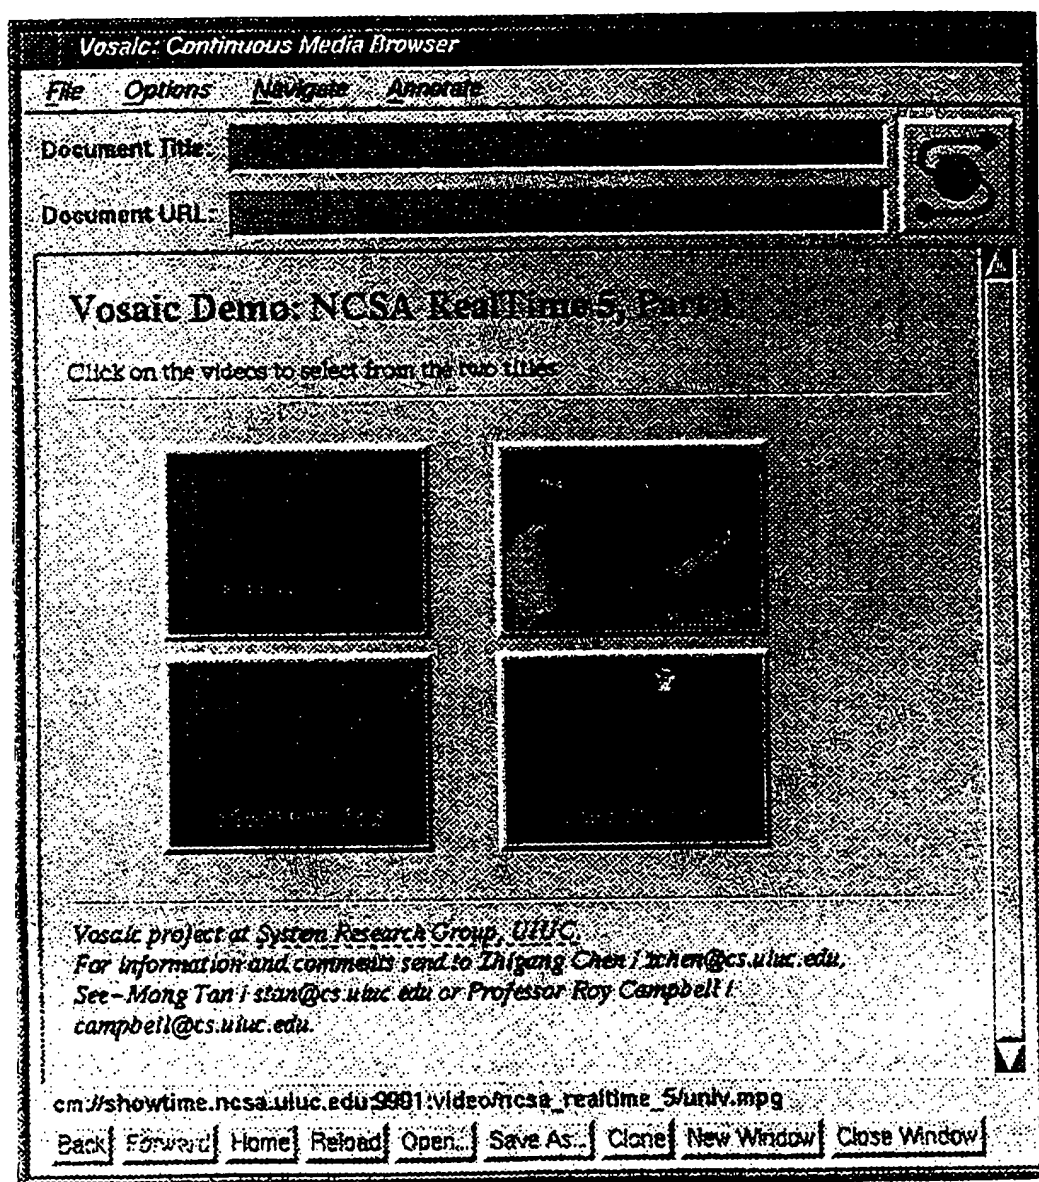 Vosaic: Continuous Media Browser
File Options Navigate Annotate
Document Title:
Document URL:
Vosaic Demo: NCSA RealTime 5, Part 1.
Click on the videos to select from the two titles
Vosaic project at System Research Group, UIUC.
For information and comments send to Zhigang Chen / zchen@cs.uiuc.edu,
See-Mong Tan / stan@cs.uiuc.edu or Professor Roy Campbell /
campbell@cs.uiuc.edu.
cm://showtime.ncsa.uiuc.edu:9901:video/ncsa_realtime_5/univ.mpg
Back Forward Home Reload Open... Save As... Clone New Window Close Window